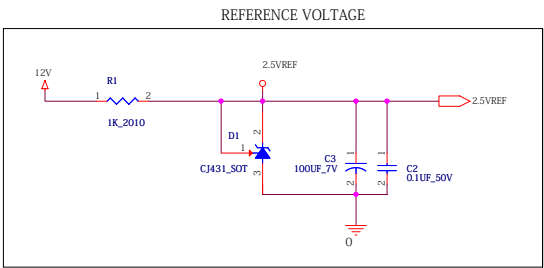 REFERENCE VOLTAGE
12V
R1
1
2
1K_2010
2.5VREF
2.5VREF
D1
1
2
3
CJ431_SOT
C3
100UF_7V
1
2
C2
0.1UF_50V
1
2
0